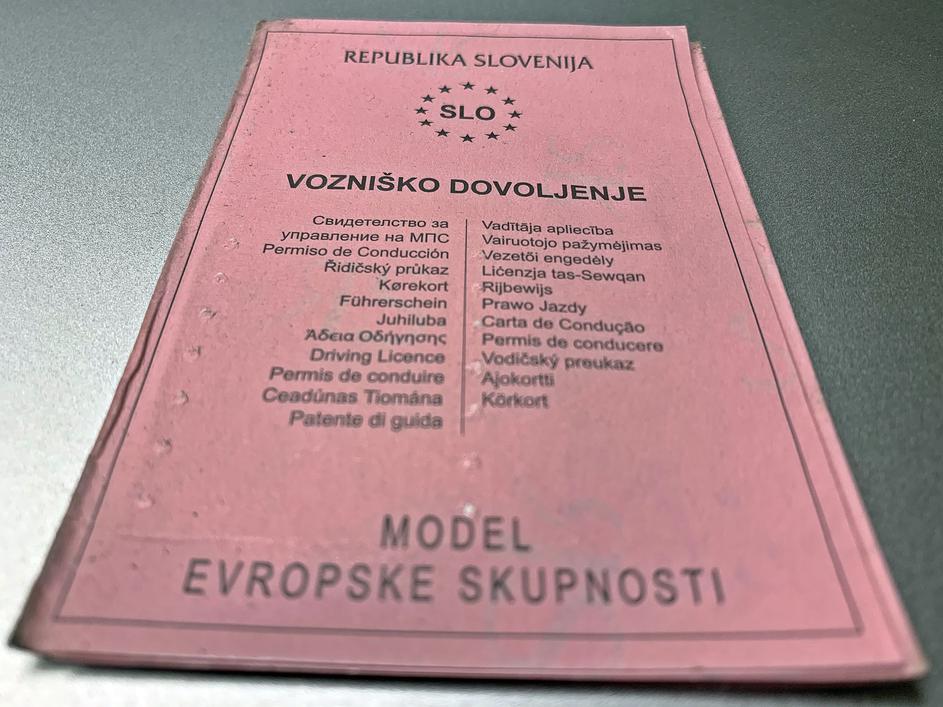 REPUBLIKA SLOVENIJA
SLO
VOZNIŠKO DOVOLJENJE
Свидетелство за
управление на МПС
Permiso de Conducción
Řidičský průkaz
Kørekort
Führerschein
Juhiluba
Άδεια Οδήγησης
Driving Licence
Permis de conduire
Ceadúnas Tiomána
Patente di guida
Vadītāja apliecība
Vairuotojo pažymėjimas
Vezetői engedély
Liċenzja tas-Sewqan
Rijbewijs
Prawo Jazdy
Carta de Condução
Permis de conducere
Vodičský preukaz
Ajokortti
Körkort
MODEL
EVROPSKE SKUPNOSTI